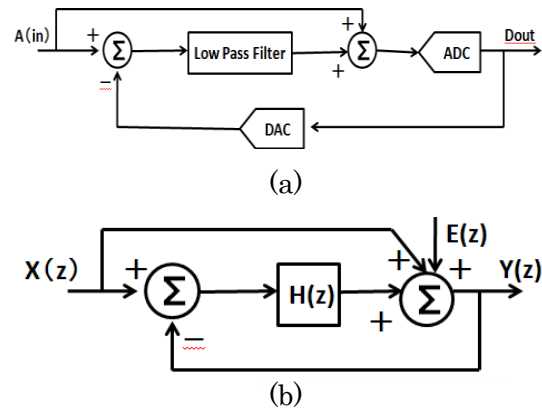 A(in) + Σ Low Pass Filter + Σ ADC Dout
− +
DAC
(a)
E(z)
X(z) + Σ H(z) + Σ + Y(z)
− +
(b)